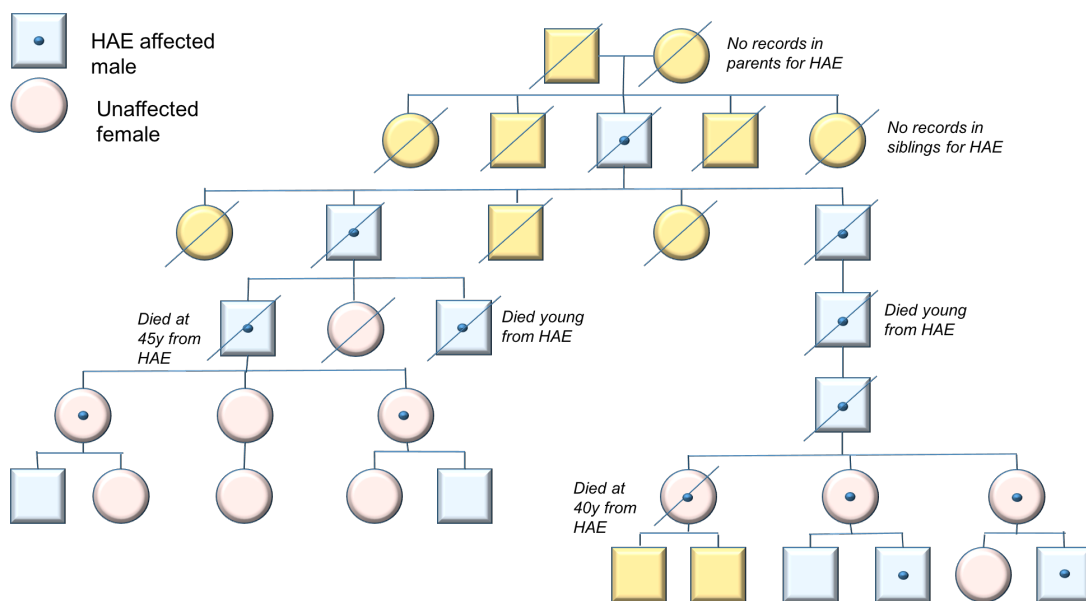 HAE affected
male
Unaffected
female
No records in
parents for HAE
No records in
siblings for HAE
Died at
45y from
HAE
Died young
from HAE
Died young
from HAE
Died at
40y from
HAE